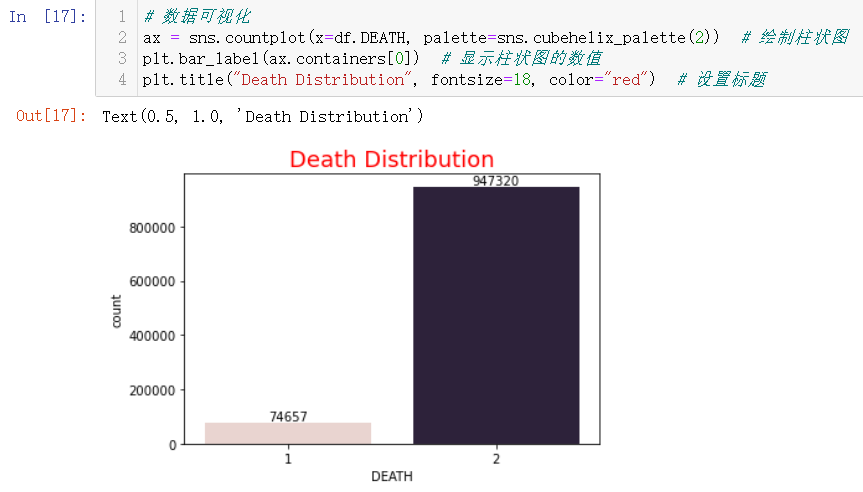 In [17]:
1 # 数据可视化
2 ax = sns.countplot(x=df.DEATH, palette=sns.cubehelix_palette(2))  # 绘制柱状图
3 plt.bar_label(ax.containers[0])  # 显示柱状图的数值
4 plt.title("Death Distribution", fontsize=18, color="red")  # 设置标题
Out[17]: Text(0.5, 1.0, 'Death Distribution')
Death Distribution
947320
800000
600000
400000
200000
0
count
74657
1 2
DEATH